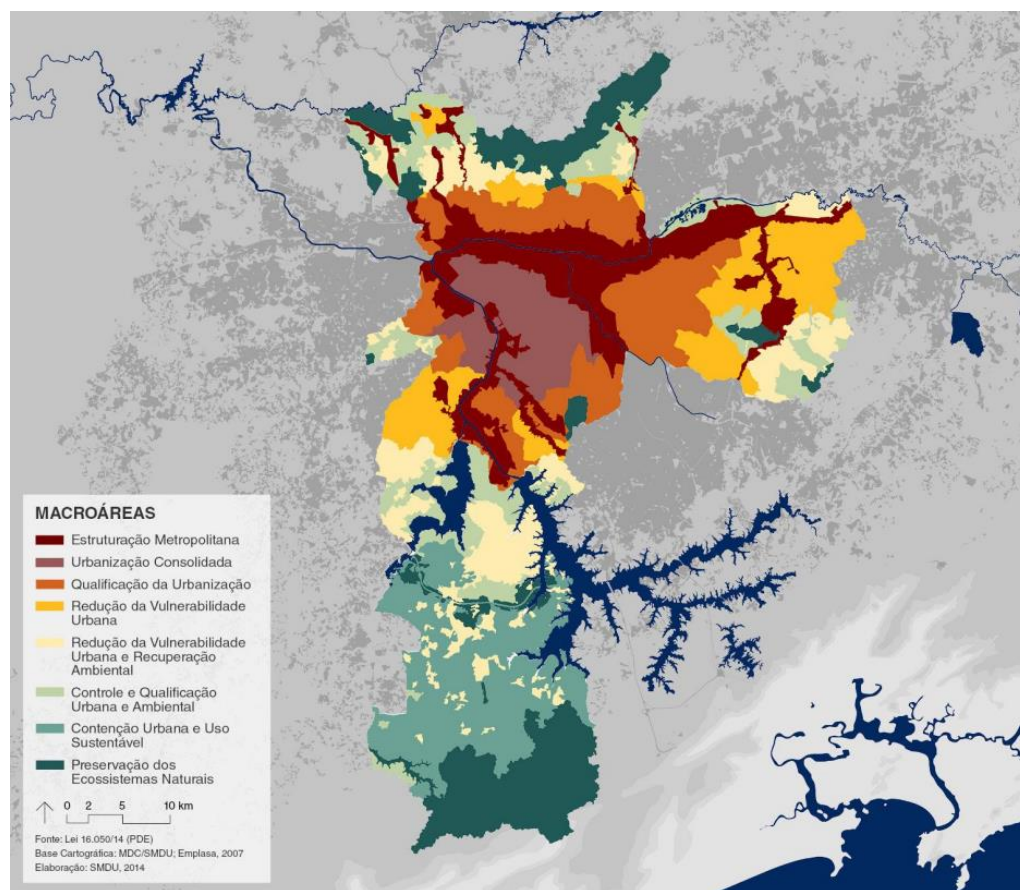 MACROÁREAS
Estruturação Metropolitana
Urbanização Consolidada
Qualificação da Urbanização
Redução da Vulnerabilidade
Urbana
Redução da Vulnerabilidade
Urbana e Recuperação
Ambiental
Controle e Qualificação
Urbana e Ambiental
Contenção Urbana e Uso
Sustentável
Preservação dos
Ecossistemas Naturais
0 2 5 10 km
Fonte: Lei 16.050/14 (PDE)
Base Cartográfica: MDC/SMDU; Emplasa, 2007
Elaboração: SMDU, 2014